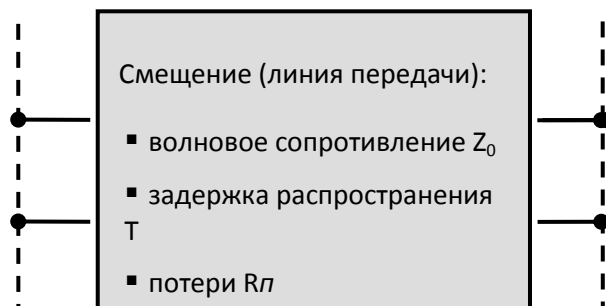 Смещение (линия передачи):
▪ волновое сопротивление Z₀
▪ задержка распространения
T
▪ потери Rп